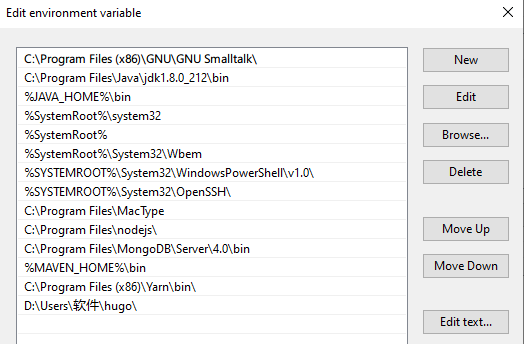 Edit environment variable
C:\Program Files (x86)\GNU\GNU Smalltalk\
C:\Program Files\Java\jdk1.8.0_212\bin
%JAVA_HOME%\bin
%SystemRoot%\system32
%SystemRoot%
%SystemRoot%\System32\Wbem
%SYSTEMROOT%\System32\WindowsPowerShell\v1.0\
%SYSTEMROOT%\System32\OpenSSH\
C:\Program Files\MacType
C:\Program Files\nodejs\
C:\Program Files\MongoDB\Server\4.0\bin
%MAVEN_HOME%\bin
C:\Program Files (x86)\Yarn\bin\
D:\Users\软件\hugo\
New
Edit
Browse...
Delete
Move Up
Move Down
Edit text...